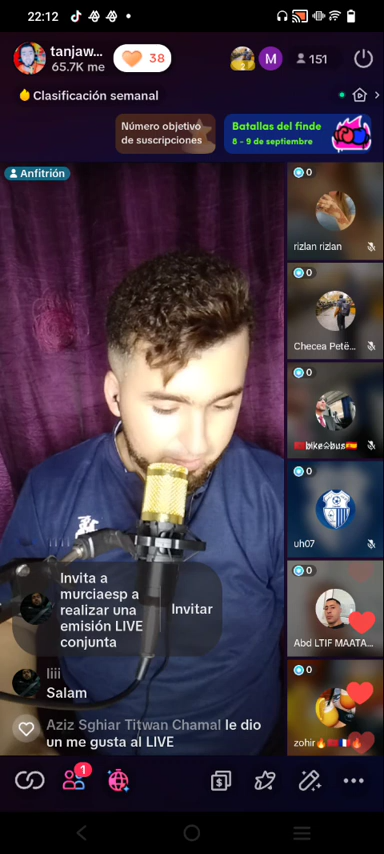 22:12
tanjaw...
65.7K me
38
2
M
151
Clasificación semanal
Número objetivo
de suscripciones
Batallas del finde
8 - 9 de septiembre
Anfitrión
0
rizlan rizlan
0
Checea Petë...
0
bike bus
0
uh07
0
Abd LTIF MAATA...
0
zohir
Invita a
murciaesp a
realizar una
emisión LIVE
conjunta
Invitar
liii
Salam
Aziz Sghiar Titwan Chamal le dio
un me gusta al LIVE
1